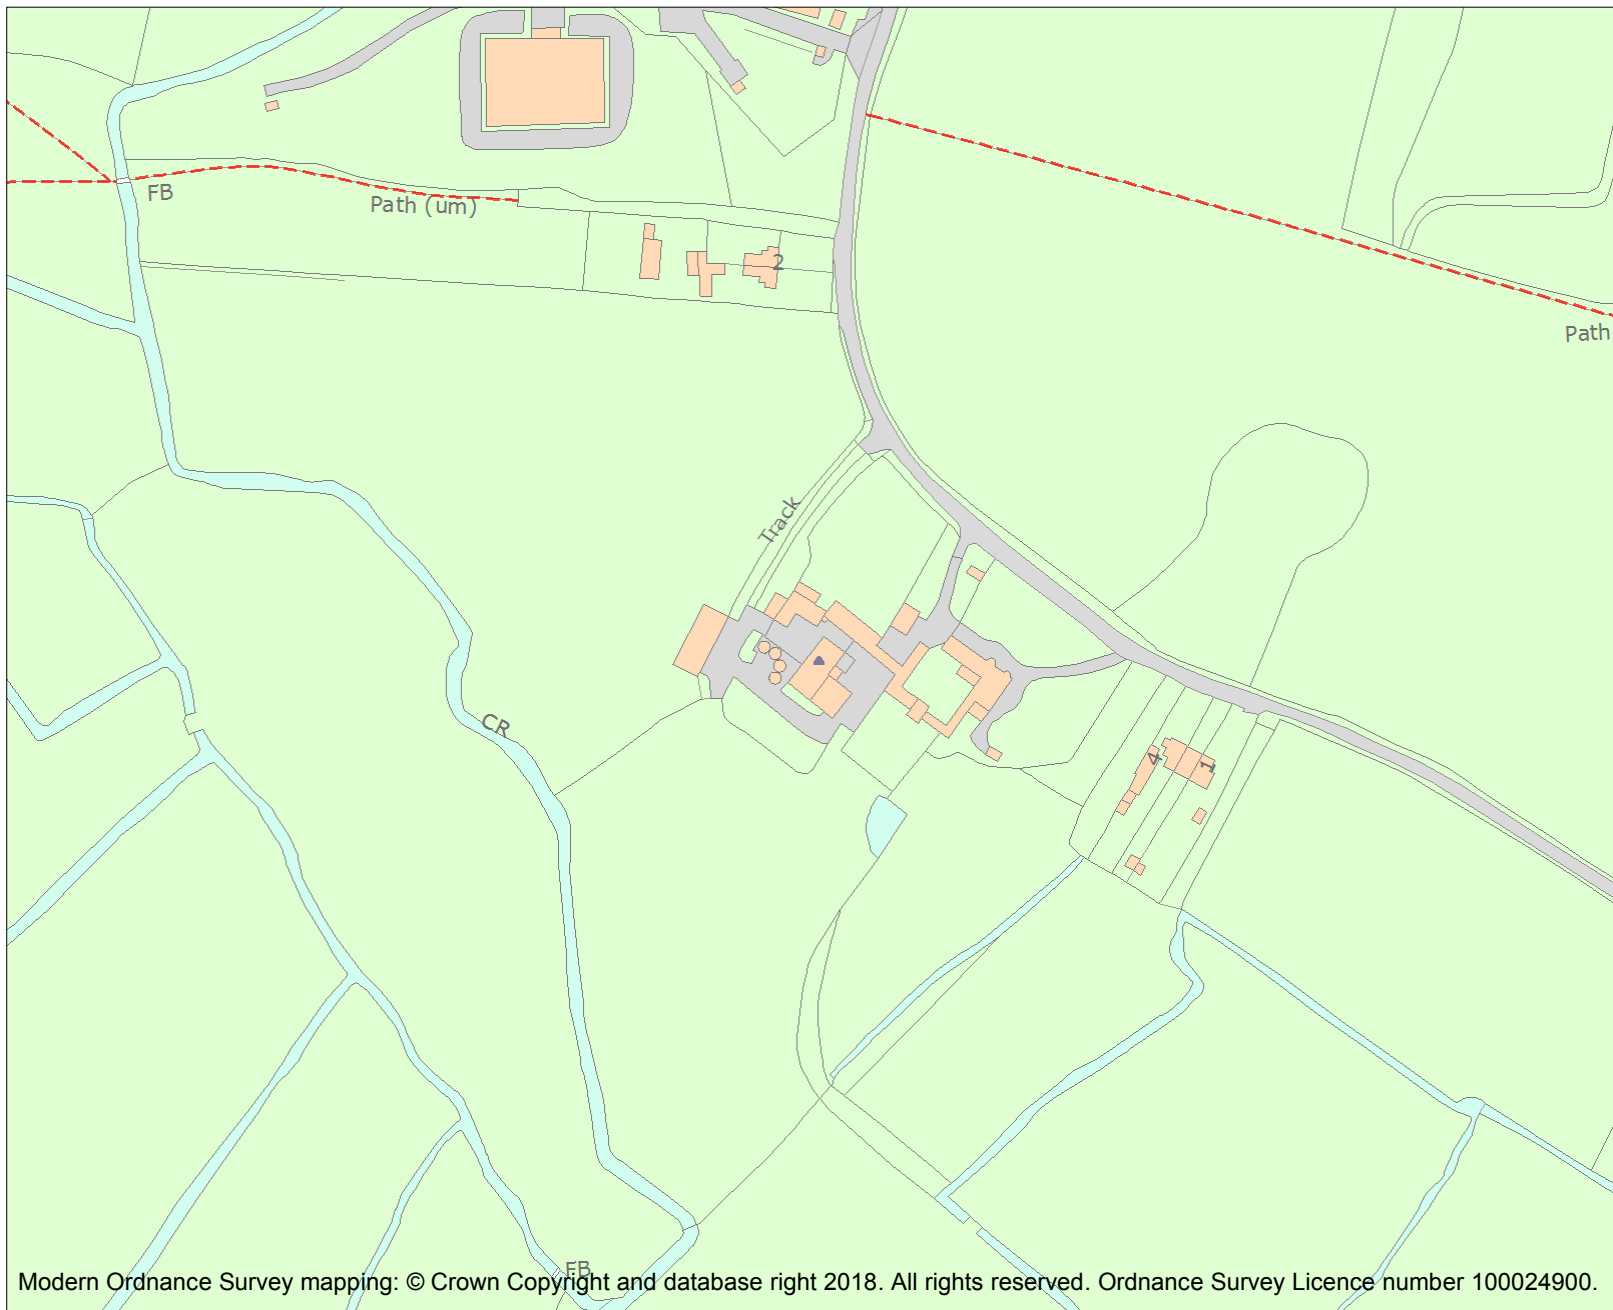 FB
Path (um)
2
Path
Track
CR
4
1
FB
Modern Ordnance Survey mapping: © Crown Copyright and database right 2018. All rights reserved. Ordnance Survey Licence number 100024900.